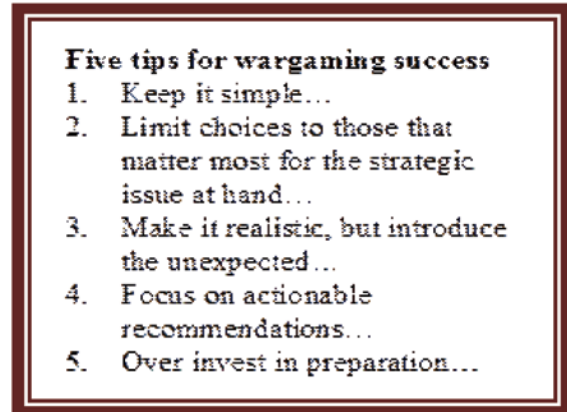 Five tips for wargaming success
1. Keep it simple…
2. Limit choices to those that
matter most for the strategic
issue at hand…
3. Make it realistic, but introduce
the unexpected…
4. Focus on actionable
recommendations…
5. Over invest in preparation…